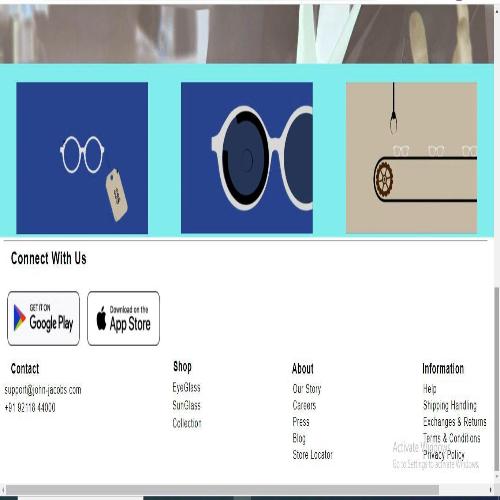 Connect With Us
GET IT ON
Google Play
Download on the
App Store
Contact
support@john-jacobs.com
+91 92118 44000
Shop
EyeGlass
SunGlass
Collection
About
Our Story
Careers
Press
Blog
Store Locator
Information
Help
Shipping Handling
Exchanges & Returns
Terms & Conditions
Privacy Policy
Activate Windows
Go to Settings to activate Windows.